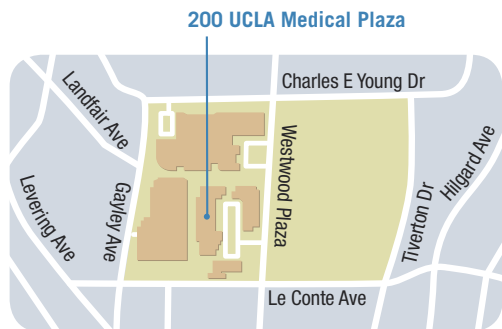 200 UCLA Medical Plaza
Charles E Young Dr
Landfair Ave
Levering Ave
Gayley Ave
Westwood Plaza
Tiverton Dr
Hilgard Ave
Le Conte Ave